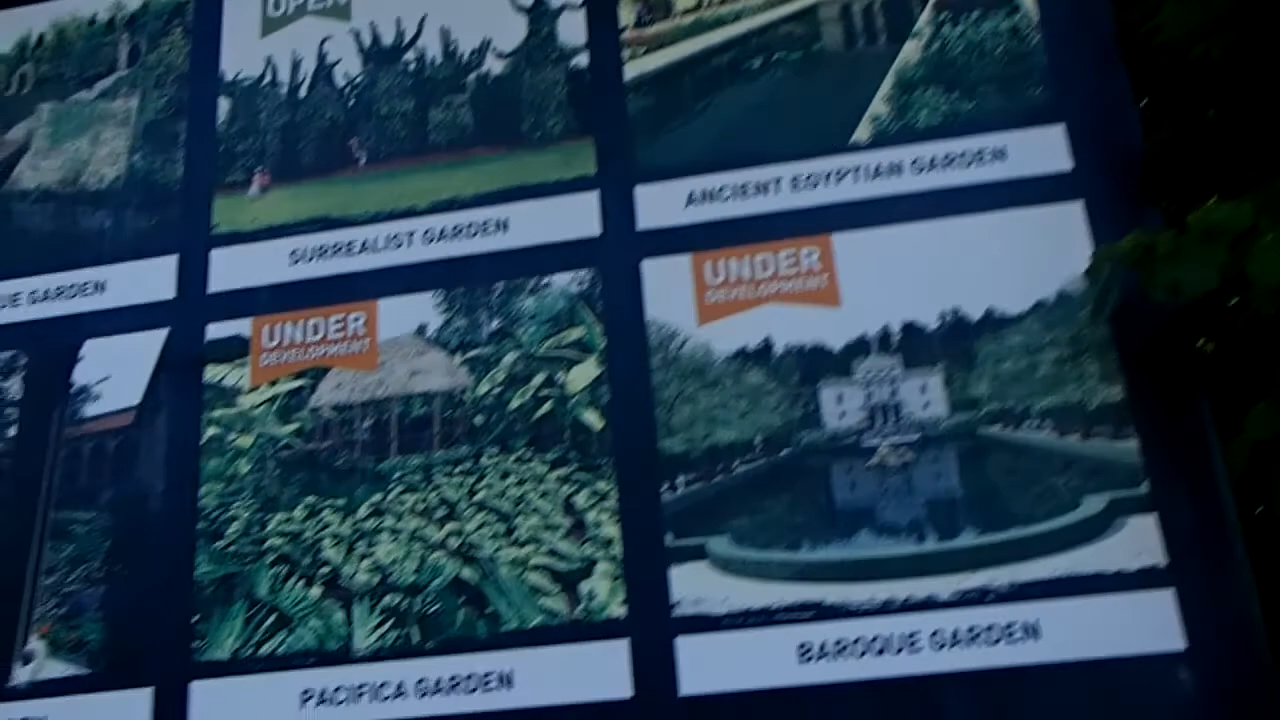 OPEN
SURREALIST GARDEN
ANCIENT EGYPTIAN GARDEN
UE GARDEN
UNDER
DEVELOPMENT
UNDER
DEVELOPMENT
PACIFICA GARDEN
BAROQUE GARDEN